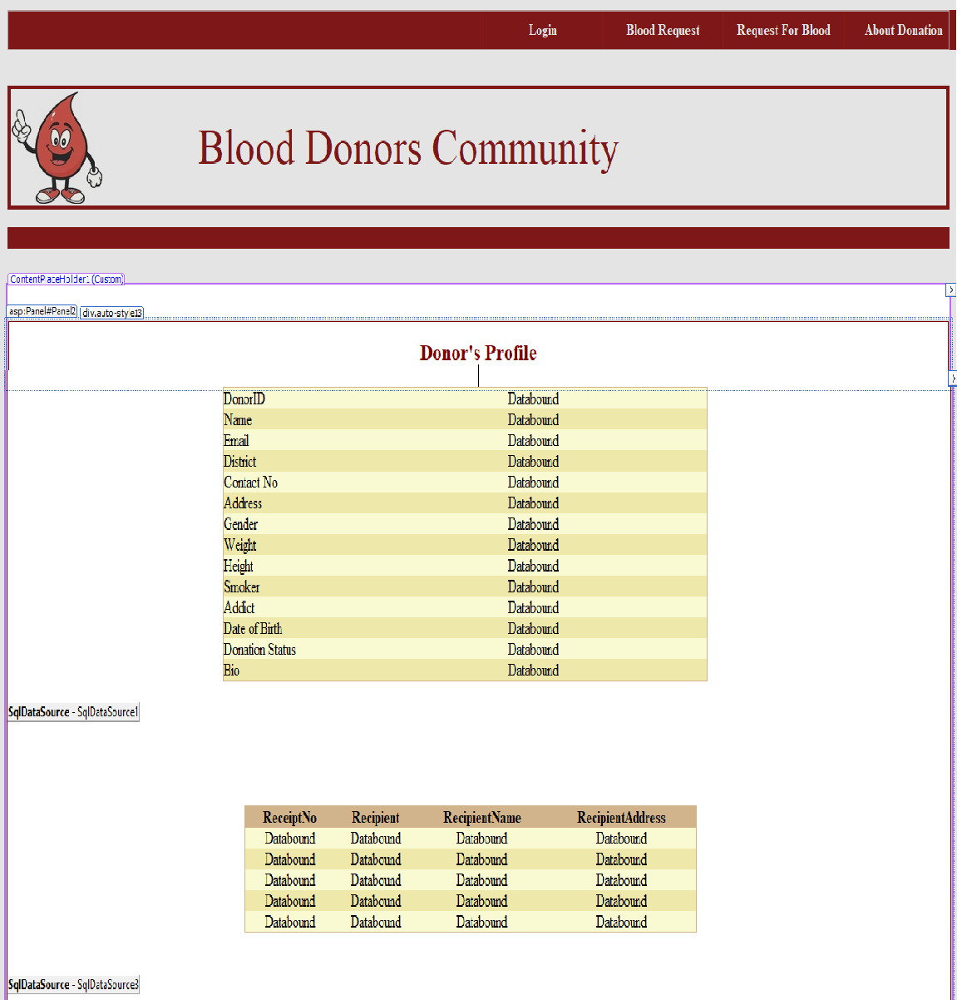 Login Blood Request Request For Blood About Donation
Blood Donors Community
ContentPlaceHolder1 (Custom)
asp:Panel#Panel2 div.auto-style13
Donor's Profile
DonorID Databound
Name Databound
Email Databound
District Databound
Contact No Databound
Address Databound
Gender Databound
Weight Databound
Height Databound
Smoker Databound
Addict Databound
Date of Birth Databound
Donation Status Databound
Bio Databound
SqlDataSource - SqlDataSource1
ReceiptNo Recipient RecipientName RecipientAddress
Databound Databound Databound Databound
Databound Databound Databound Databound
Databound Databound Databound Databound
Databound Databound Databound Databound
Databound Databound Databound Databound
SqlDataSource - SqlDataSource3